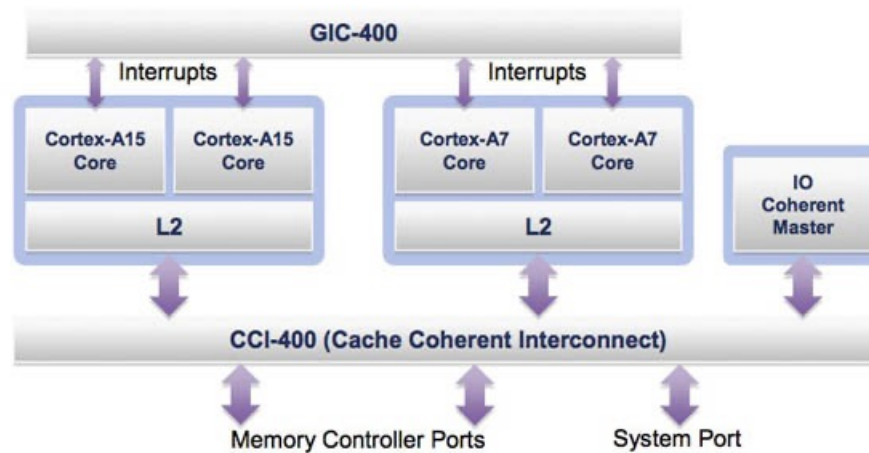 GIC-400
Interrupts
Interrupts
Cortex-A15
Core
Cortex-A15
Core
Cortex-A7
Core
Cortex-A7
Core
L2
L2
IO
Coherent
Master
CCI-400 (Cache Coherent Interconnect)
Memory Controller Ports
System Port